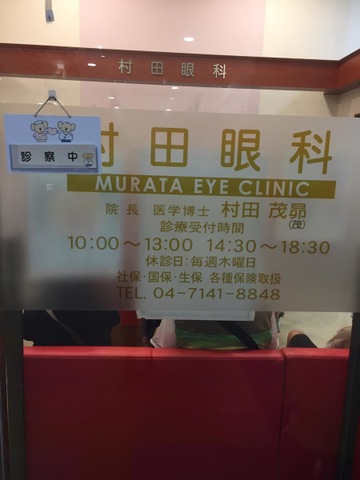 村田眼科
村田眼科
診察中
MURATA EYE CLINIC
院長 医学博士 村田 茂昴
(茂)
診療受付時間
10:00～13:00 14:30～18:30
休診日:毎週木曜日
社保・国保・生保 各種保険取扱
TEL. 04-7141-8848